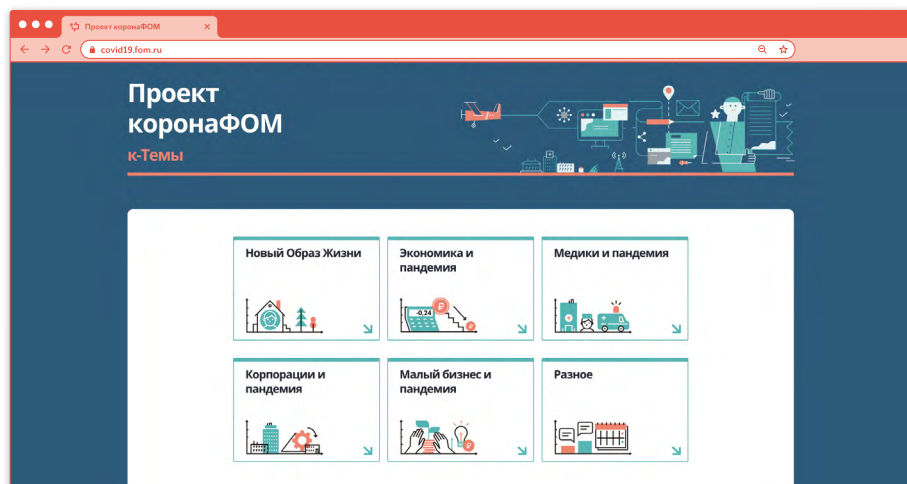 Проект коронаФОМ
covid19.fom.ru
Проект
коронаФОМ
к-Темы
Новый Образ Жизни
Экономика и
пандемия
Медики и пандемия
-0,24
₽
₽
Корпорации и
пандемия
Малый бизнес и
пандемия
₽
Разное